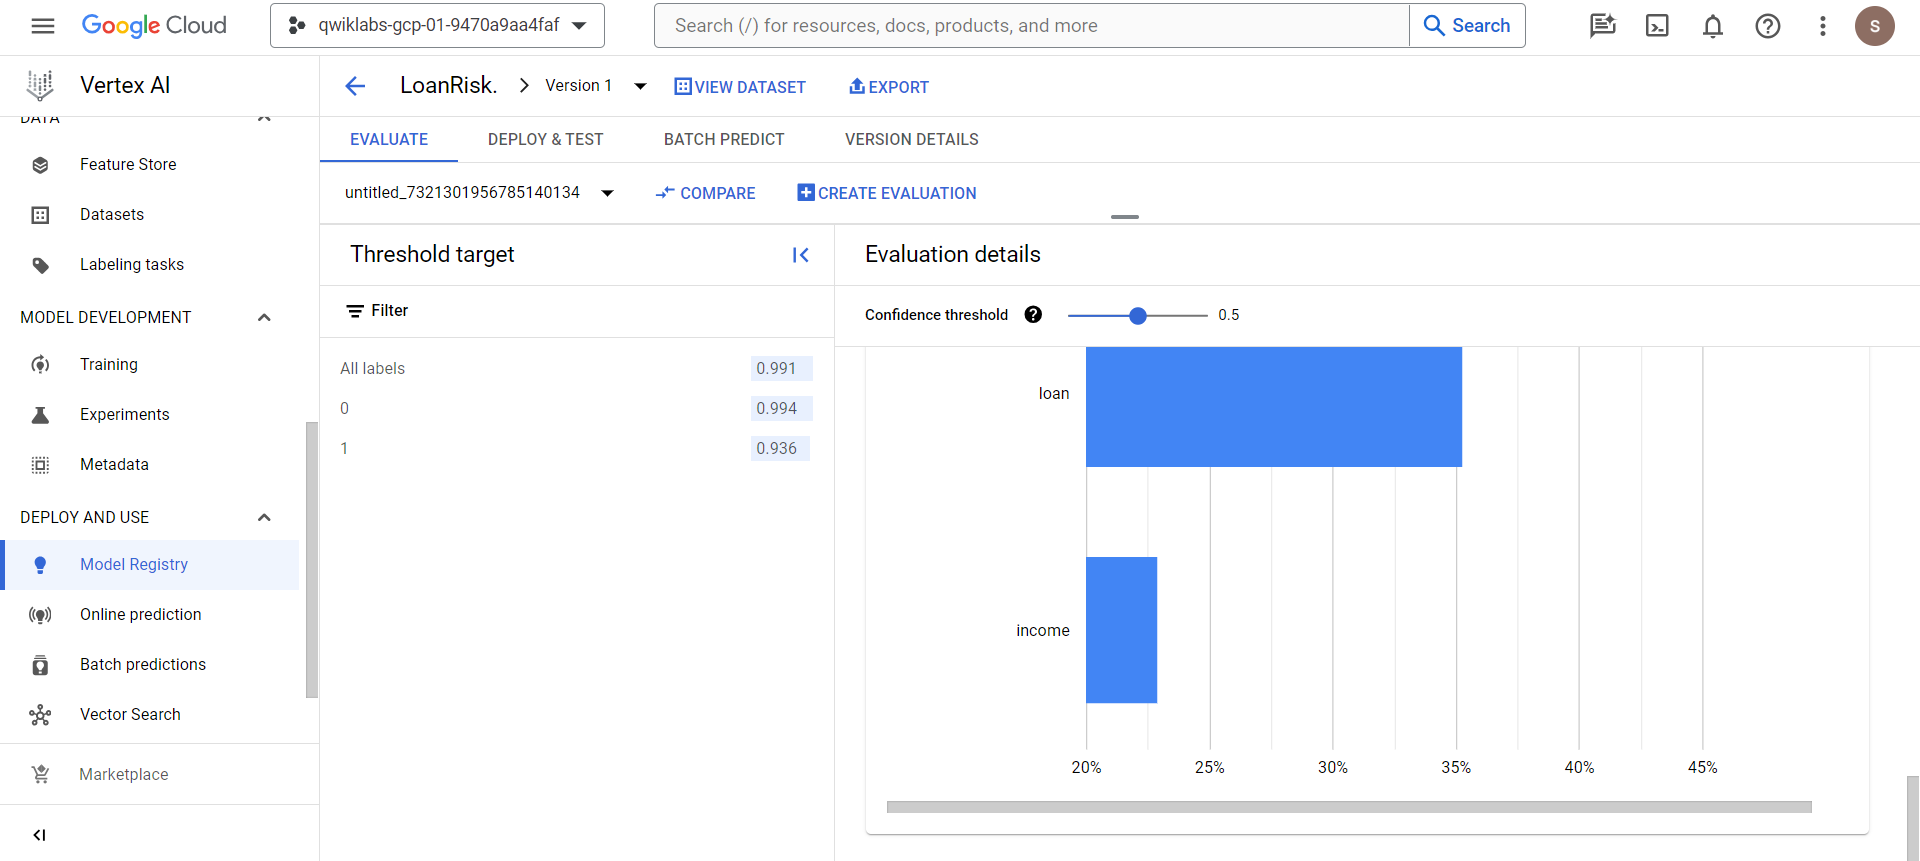 Google Cloud
qwiklabs-gcp-01-9470a9aa4faf
Search (/) for resources, docs, products, and more
Search
S
Vertex AI
LoanRisk.
Version 1
VIEW DATASET
EXPORT
DATA
Feature Store
Datasets
Labeling tasks
MODEL DEVELOPMENT
Training
Experiments
Metadata
DEPLOY AND USE
Model Registry
Online prediction
Batch predictions
Vector Search
Marketplace
EVALUATE
DEPLOY & TEST
BATCH PREDICT
VERSION DETAILS
untitled_7321301956785140134
COMPARE
CREATE EVALUATION
Threshold target
Filter
All labels 0.991
0 0.994
1 0.936
Evaluation details
Confidence threshold ? 0.5
loan
income
20% 25% 30% 35% 40% 45%